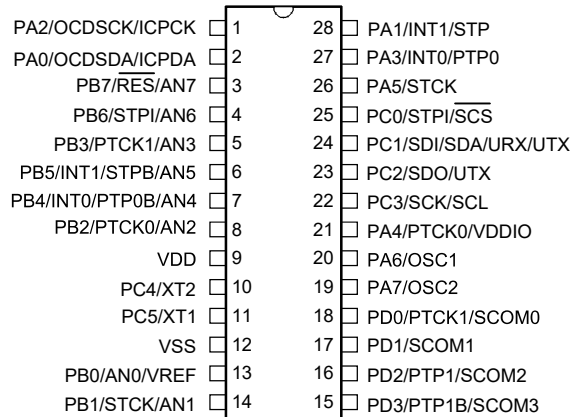 PA2/OCDSCK/ICPCK 1 28 PA1/INT1/STP
PA0/OCDSDA/ICPDA 2 27 PA3/INT0/PTP0
PB7/RES/AN7 3 26 PA5/STCK
PB6/STPI/AN6 4 25 PC0/STPI/SCS
PB3/PTCK1/AN3 5 24 PC1/SDI/SDA/URX/UTX
PB5/INT1/STPB/AN5 6 23 PC2/SDO/UTX
PB4/INT0/PTP0B/AN4 7 22 PC3/SCK/SCL
PB2/PTCK0/AN2 8 21 PA4/PTCK0/VDDIO
VDD 9 20 PA6/OSC1
PC4/XT2 10 19 PA7/OSC2
PC5/XT1 11 18 PD0/PTCK1/SCOM0
VSS 12 17 PD1/SCOM1
PB0/AN0/VREF 13 16 PD2/PTP1/SCOM2
PB1/STCK/AN1 14 15 PD3/PTP1B/SCOM3